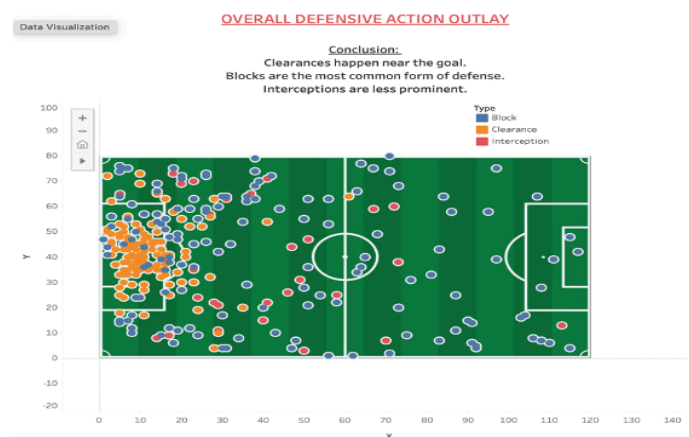 OVERALL DEFENSIVE ACTION OUTLAY
Data Visualization
Conclusion:
Clearances happen near the goal.
Blocks are the most common form of defense.
Interceptions are less prominent.
Type
Block
Clearance
Interception
100
90
80
70
60
50
40
30
20
10
0
-10
-20
Y
0 10 20 30 40 50 60 70 80 90 100 110 120 130 140
X